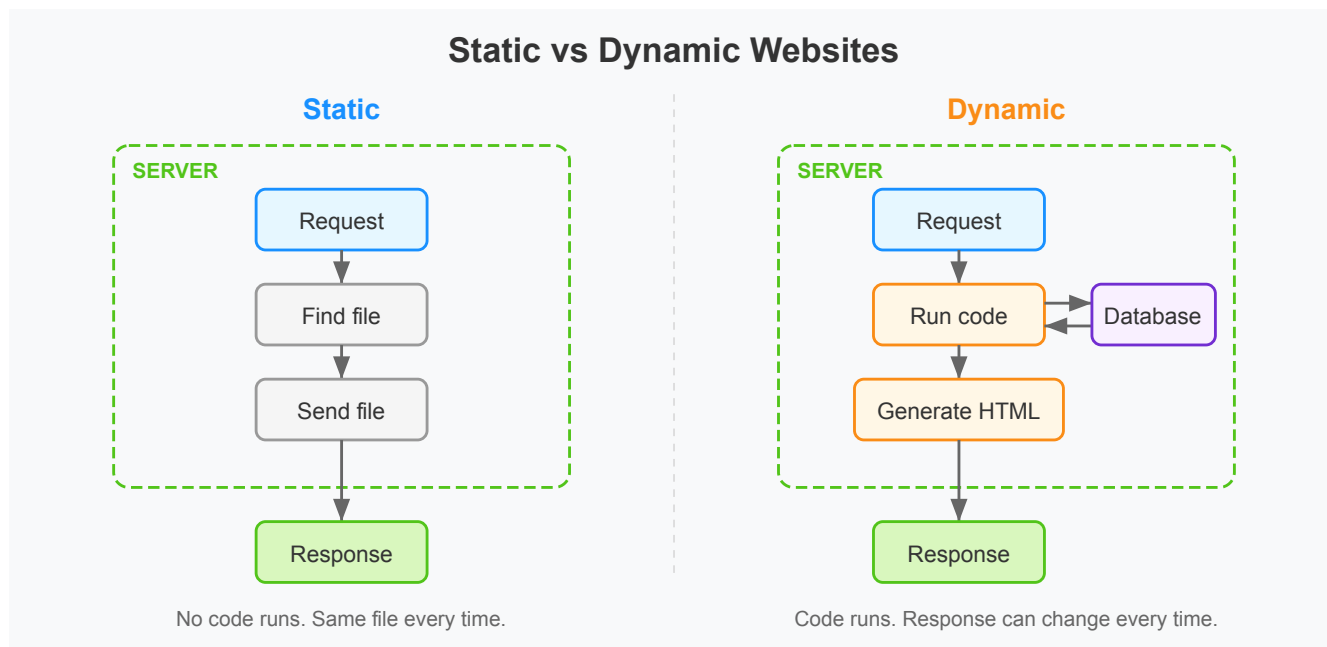 Static vs Dynamic Websites
Static
SERVER
Request
Find file
Send file
Response
No code runs. Same file every time.
Dynamic
SERVER
Request
Run code
Database
Generate HTML
Response
Code runs. Response can change every time.